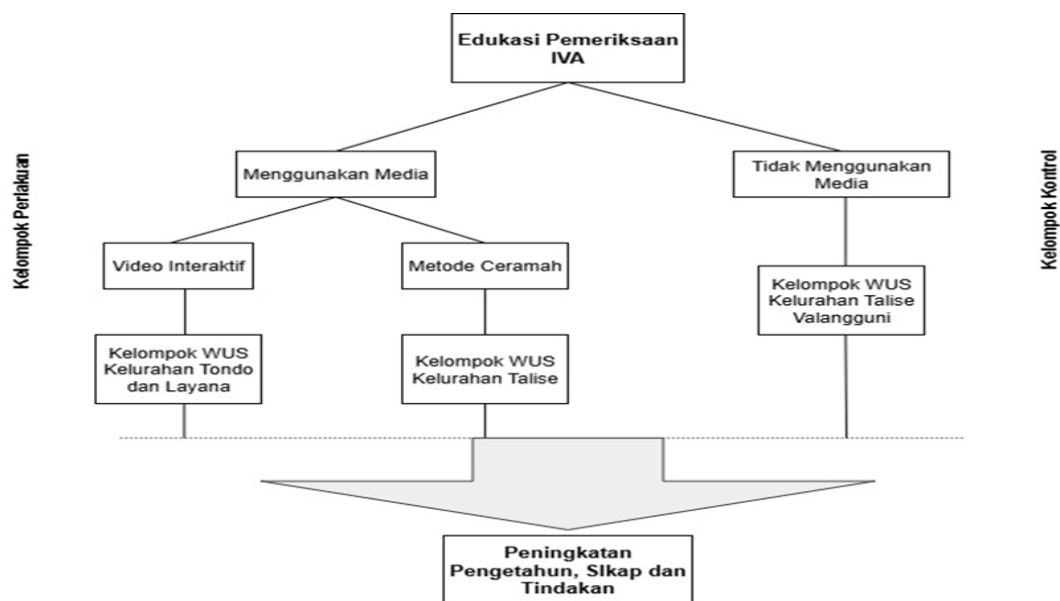 Edukasi Pemeriksaan
IVA
Kelompok Perlakuan
Kelompok Kontrol
Menggunakan Media
Tidak Menggunakan
Media
Video Interaktif
Metode Ceramah
Kelompok WUS
Kelurahan Talise
Valangguni
Kelompok WUS
Kelurahan Tondo
dan Layana
Kelompok WUS
Kelurahan Talise
Peningkatan
Pengetahun, SIkap dan
Tindakan